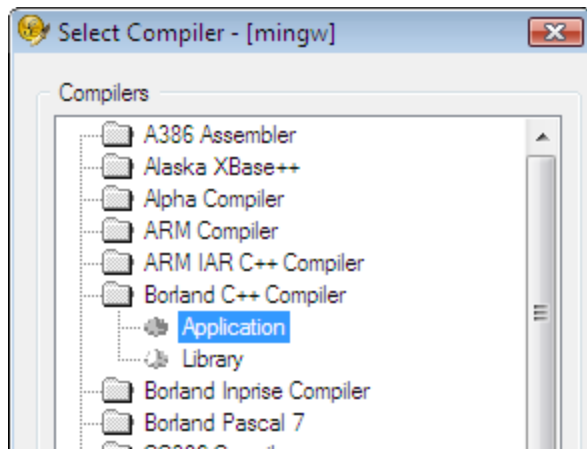 Select Compiler - [mingw]
Compilers
A386 Assembler
Alaska XBase++
Alpha Compiler
ARM Compiler
ARM IAR C++ Compiler
Borland C++ Compiler
Application
Library
Borland Inprise Compiler
Borland Pascal 7